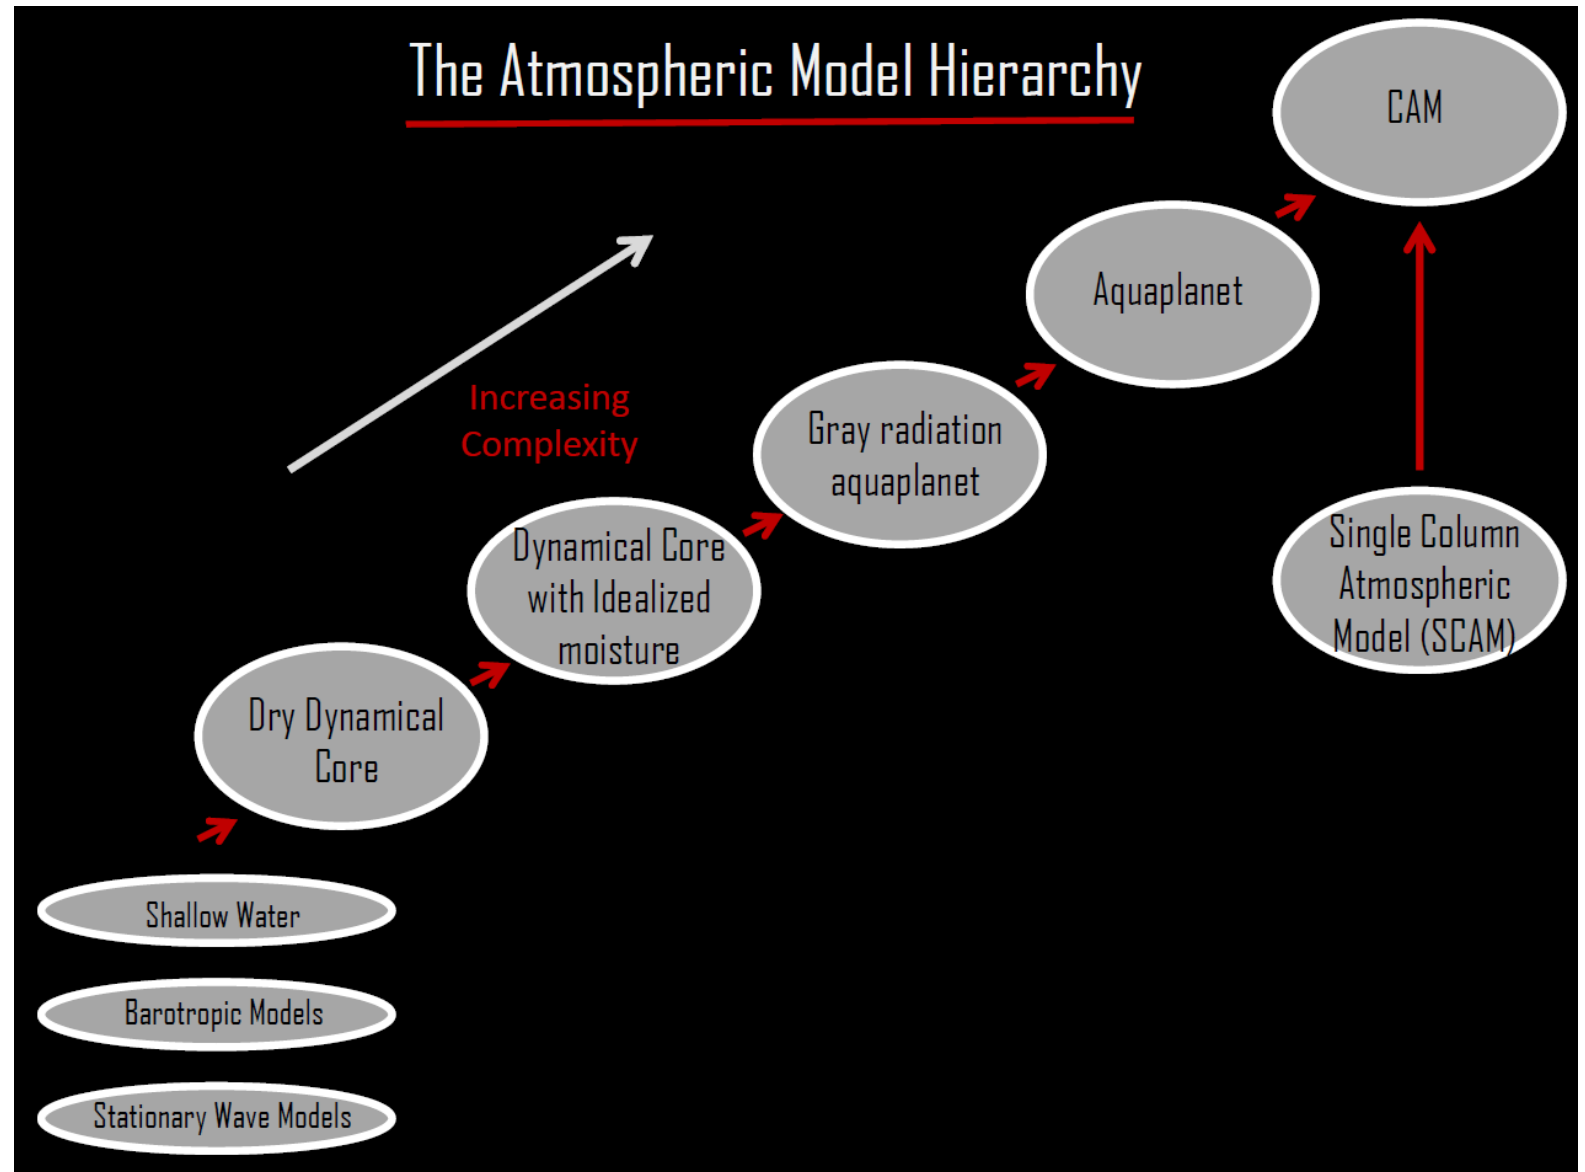 The Atmospheric Model Hierarchy
CAM
Aquaplanet
Increasing
Complexity
Gray radiation
aquaplanet
Dynamical Core
with Idealized
moisture
Single Column
Atmospheric
Model (SCAM)
Dry Dynamical
Core
Shallow Water
Barotropic Models
Stationary Wave Models